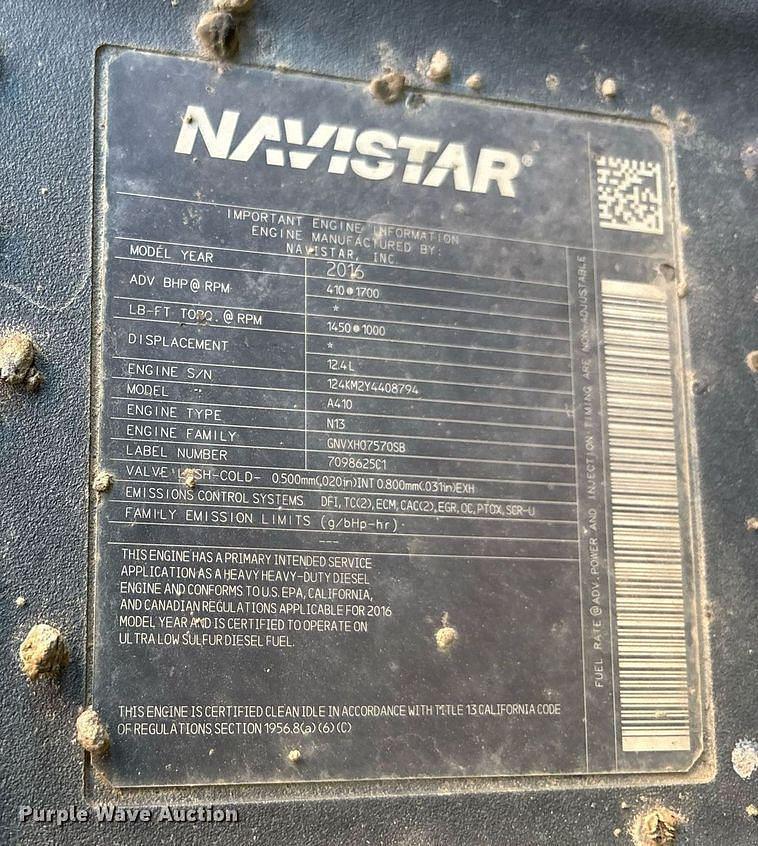 NAVISTAR®
IMPORTANT ENGINE INFORMATION
ENGINE MANUFACTURED BY:
NAVISTAR, INC.
MODEL YEAR 2016
ADV BHP @ RPM 410@1700
*
LB-FT TORQ. @ RPM 1450@1000
*
DISPLACEMENT 12.4L
ENGINE S/N 124KM2Y4408794
MODEL A410
ENGINE TYPE N13
ENGINE FAMILY GNVXH07570SB
LABEL NUMBER 7098625C1
VALVE LASH-COLD- 0.500mm(.020in)INT 0.800mm(.031in)EXH
EMISSIONS CONTROL SYSTEMS DFI, TC(2), ECM, CAC(2), EGR, OC, PTOX, SCR-U
FAMILY EMISSION LIMITS (g/bHp-hr)
---
THIS ENGINE HAS A PRIMARY INTENDED SERVICE
APPLICATION AS A HEAVY HEAVY-DUTY DIESEL
ENGINE AND CONFORMS TO U.S. EPA, CALIFORNIA,
AND CANADIAN REGULATIONS APPLICABLE FOR 2016
MODEL YEAR AND IS CERTIFIED TO OPERATE ON
ULTRA LOW SULFUR DIESEL FUEL.
THIS ENGINE IS CERTIFIED CLEAN IDLE IN ACCORDANCE WITH TITLE 13 CALIFORNIA CODE
OF REGULATIONS SECTION 1956.8(a)(6)(C)
FUEL RATE @ ADV. POWER AND INJECTION TIMING ARE NON-ADJUSTABLE
Purple Wave Auction